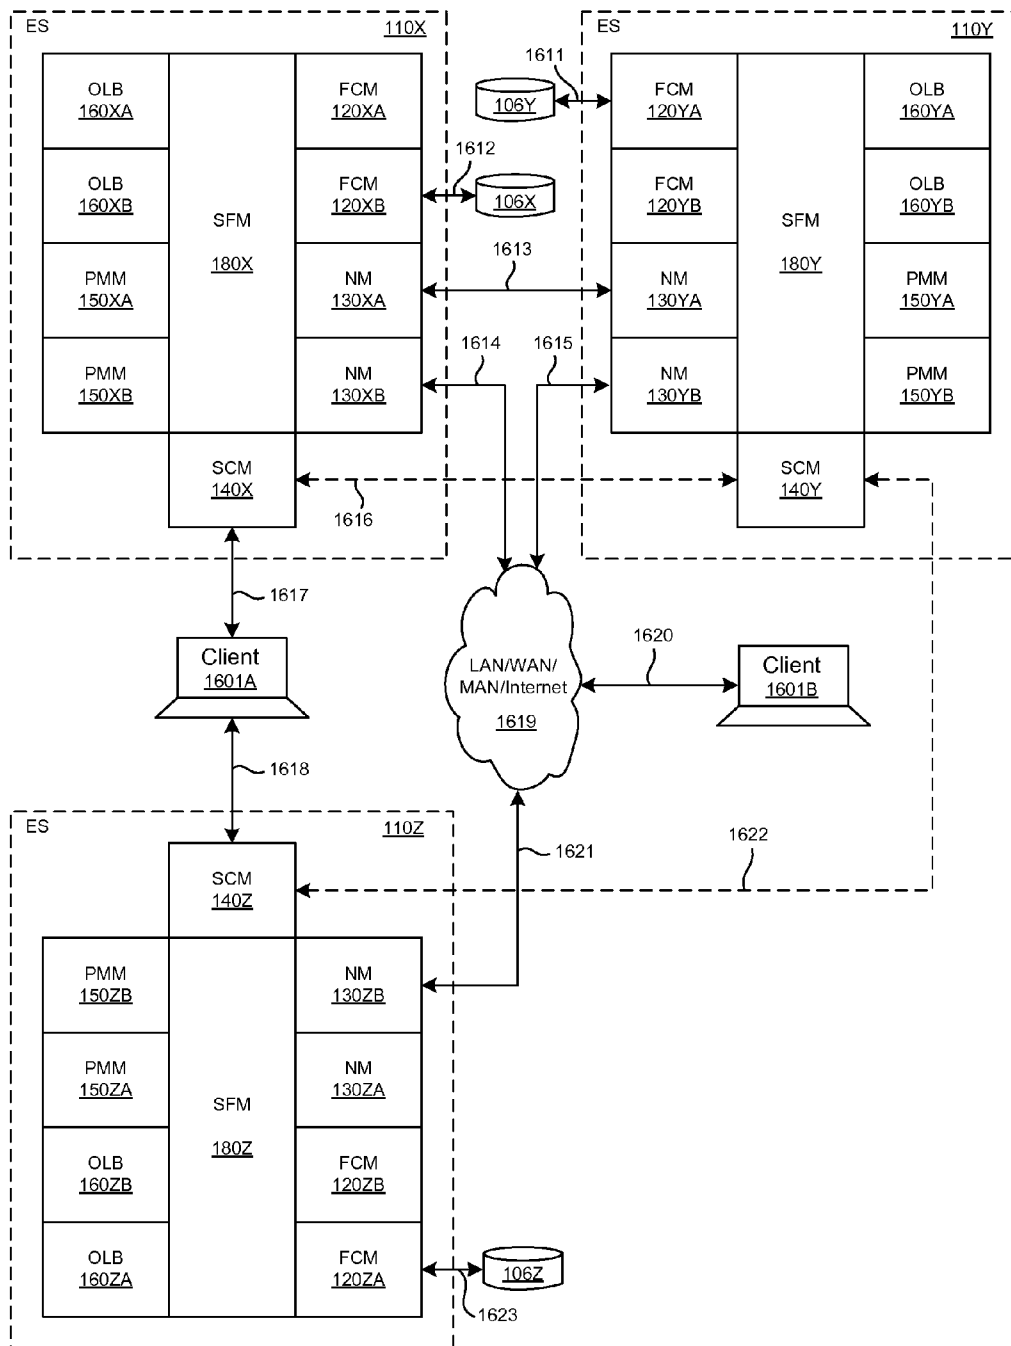 ES
110X
OLB
160XA
OLB
160XB
PMM
150XA
PMM
150XB
SFM
180X
FCM
120XA
FCM
120XB
NM
130XA
NM
130XB
SCM
140X
1611
106Y
1612
106X
1613
1614
1615
1616
ES
110Y
FCM
120YA
FCM
120YB
NM
130YA
NM
130YB
SFM
180Y
OLB
160YA
OLB
160YB
PMM
150YA
PMM
150YB
SCM
140Y
1617
Client
1601A
1618
LAN/WAN/
MAN/Internet
1619
1620
Client
1601B
1621
1622
ES
110Z
SCM
140Z
PMM
150ZB
PMM
150ZA
OLB
160ZB
OLB
160ZA
SFM
180Z
NM
130ZB
NM
130ZA
FCM
120ZB
FCM
120ZA
106Z
1623